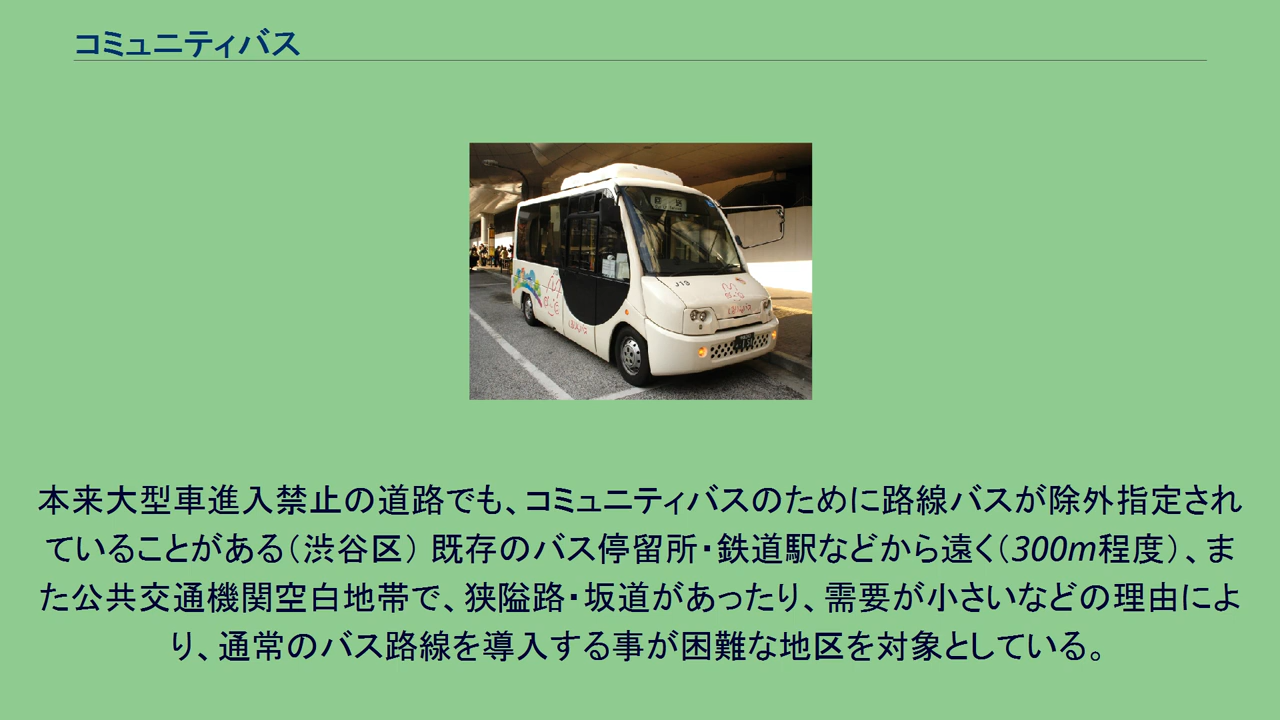 コミュニティバス
J19
本来大型車進入禁止の道路でも、コミュニティバスのために路線バスが除外指定され
ていることがある（渋谷区） 既存のバス停留所・鉄道駅などから遠く（300m程度）、ま
た公共交通機関空白地帯で、狭隘路・坂道があったり、需要が小さいなどの理由によ
り、通常のバス路線を導入する事が困難な地区を対象としている。